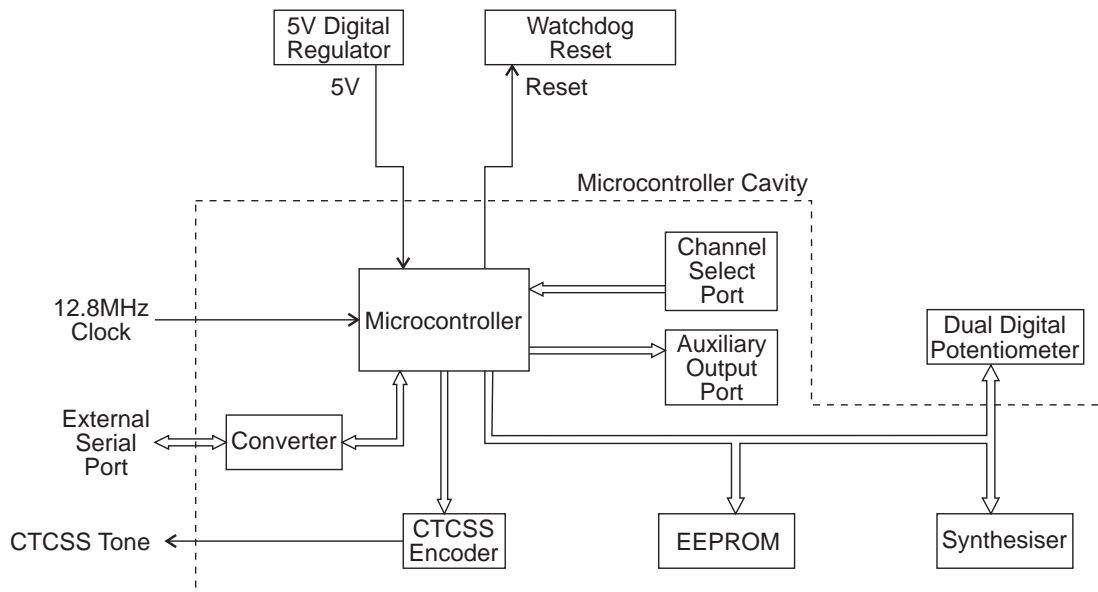 5V Digital
Regulator
Watchdog
Reset
5V
Reset
Microcontroller Cavity
Channel
Select
Port
12.8MHz
Clock
Microcontroller
Auxiliary
Output
Port
Dual Digital
Potentiometer
External
Serial
Port
Converter
CTCSS Tone
CTCSS
Encoder
EEPROM
Synthesiser